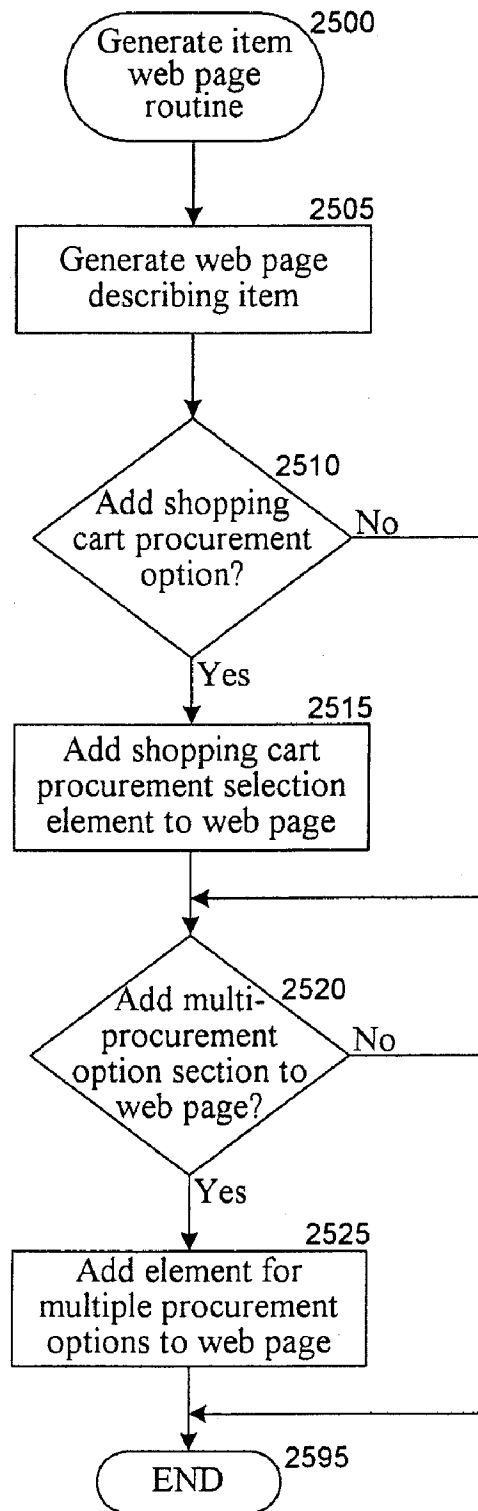 2500
Generate item
web page
routine
2505
Generate web page
describing item
2510
Add shopping
cart procurement
option?
No
Yes
2515
Add shopping cart
procurement selection
element to web page
2520
Add multi-
procurement
option section to
web page?
No
Yes
2525
Add element for
multiple procurement
options to web page
2595
END